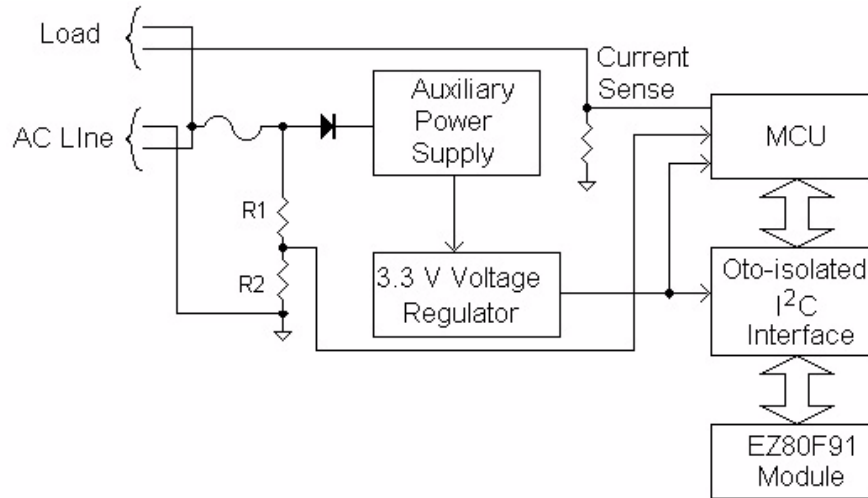 Load
AC LIne
R1
R2
Auxiliary
Power
Supply
3.3 V Voltage
Regulator
Current
Sense
MCU
Oto-isolated
I²C
Interface
EZ80F91
Module